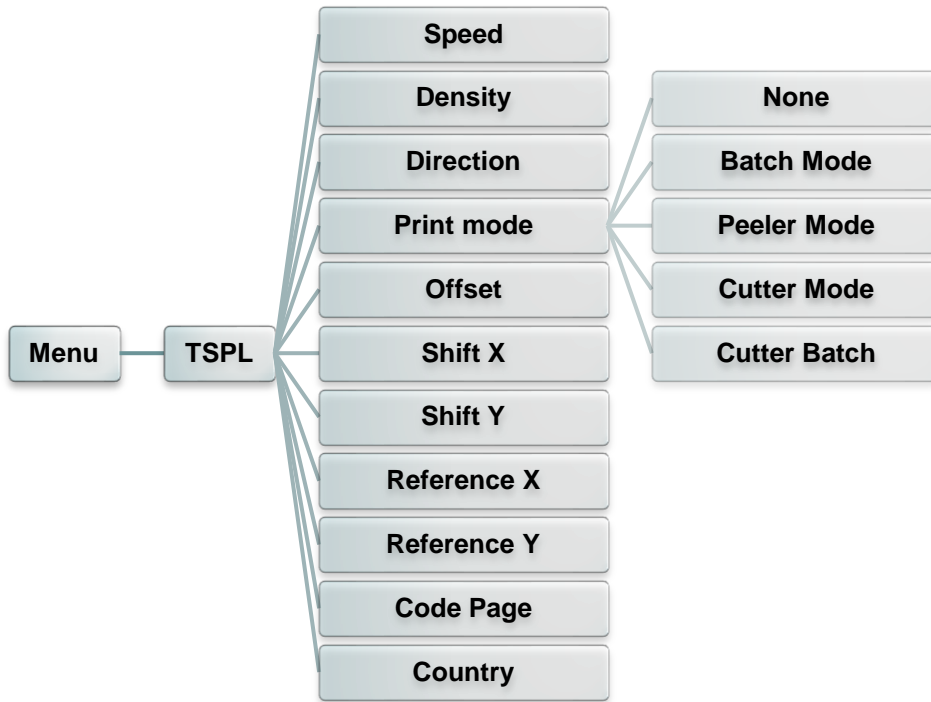 Menu
TSPL
Speed
Density
Direction
Print mode
Offset
Shift X
Shift Y
Reference X
Reference Y
Code Page
Country
None
Batch Mode
Peeler Mode
Cutter Mode
Cutter Batch